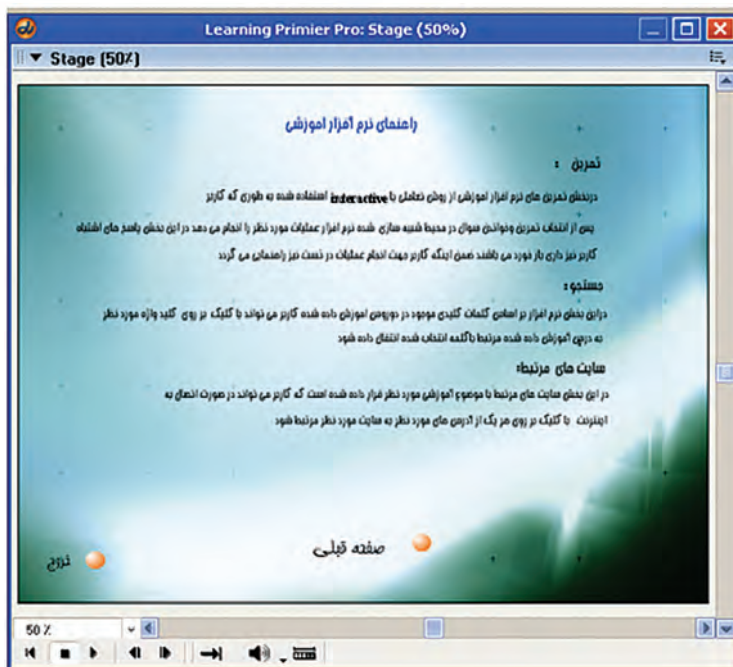 Learning Primier Pro: Stage (50%)
Stage (50%)
راهنمای نرم افزار اموزشی
تمرین :
دربخش تمرین های نرم افزار اموزشی از روش تعاملی یا interactive استفاده شده به طوری که کاربر
پس از انتخاب تمرین وخواندن سوال در محیط شبیه سازی شده نرم افزار عملیات مورد نظر را انجام می دهد در این بخش پاسخ های اشتباه
کاربر نیز داری باز خورد می باشند ضمن اینکه کاربر جهت انجام عملیات در تست نیز راهنمایی می گردد
جستجو:
دراین بخش نرم افزار بر اساس کلمات کلیدی موجود در دوروس اموزش داده شده کاربر می تواند با کلیک بر روی کلید واژه مورد نظر
به درس آموزش داده شده مرتبط باکلمه انتخاب شده انتقال داده شود
سایت های مرتبط:
در این بخش سایت های مرتبط با موضوع آموزشی مورد نظر قرار داده شده است که کاربر می تواند در صورت اتصال به
اینترنت با کلیک بر روی هر یک از آدرس های مورد نظر به سایت مورد نظر مرتبط شود
صفحه قبلی
خروج
50 %